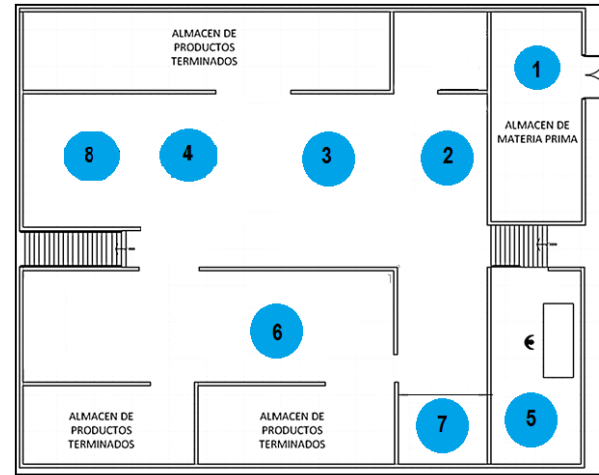 ALMACEN DE
PRODUCTOS
TERMINADOS
1
ALMACEN DE
MATERIA PRIMA
8
4
3
2
6
ALMACEN DE
PRODUCTOS
TERMINADOS
ALMACEN DE
PRODUCTOS
TERMINADOS
7
5